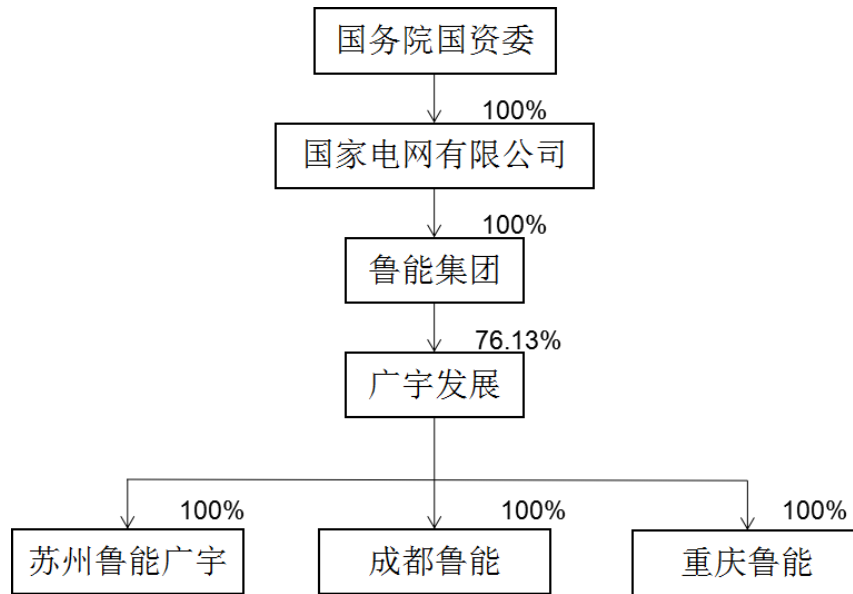 国务院国资委
100%
国家电网有限公司
100%
鲁能集团
76.13%
广宇发展
100%
100%
100%
苏州鲁能广宇
成都鲁能
重庆鲁能